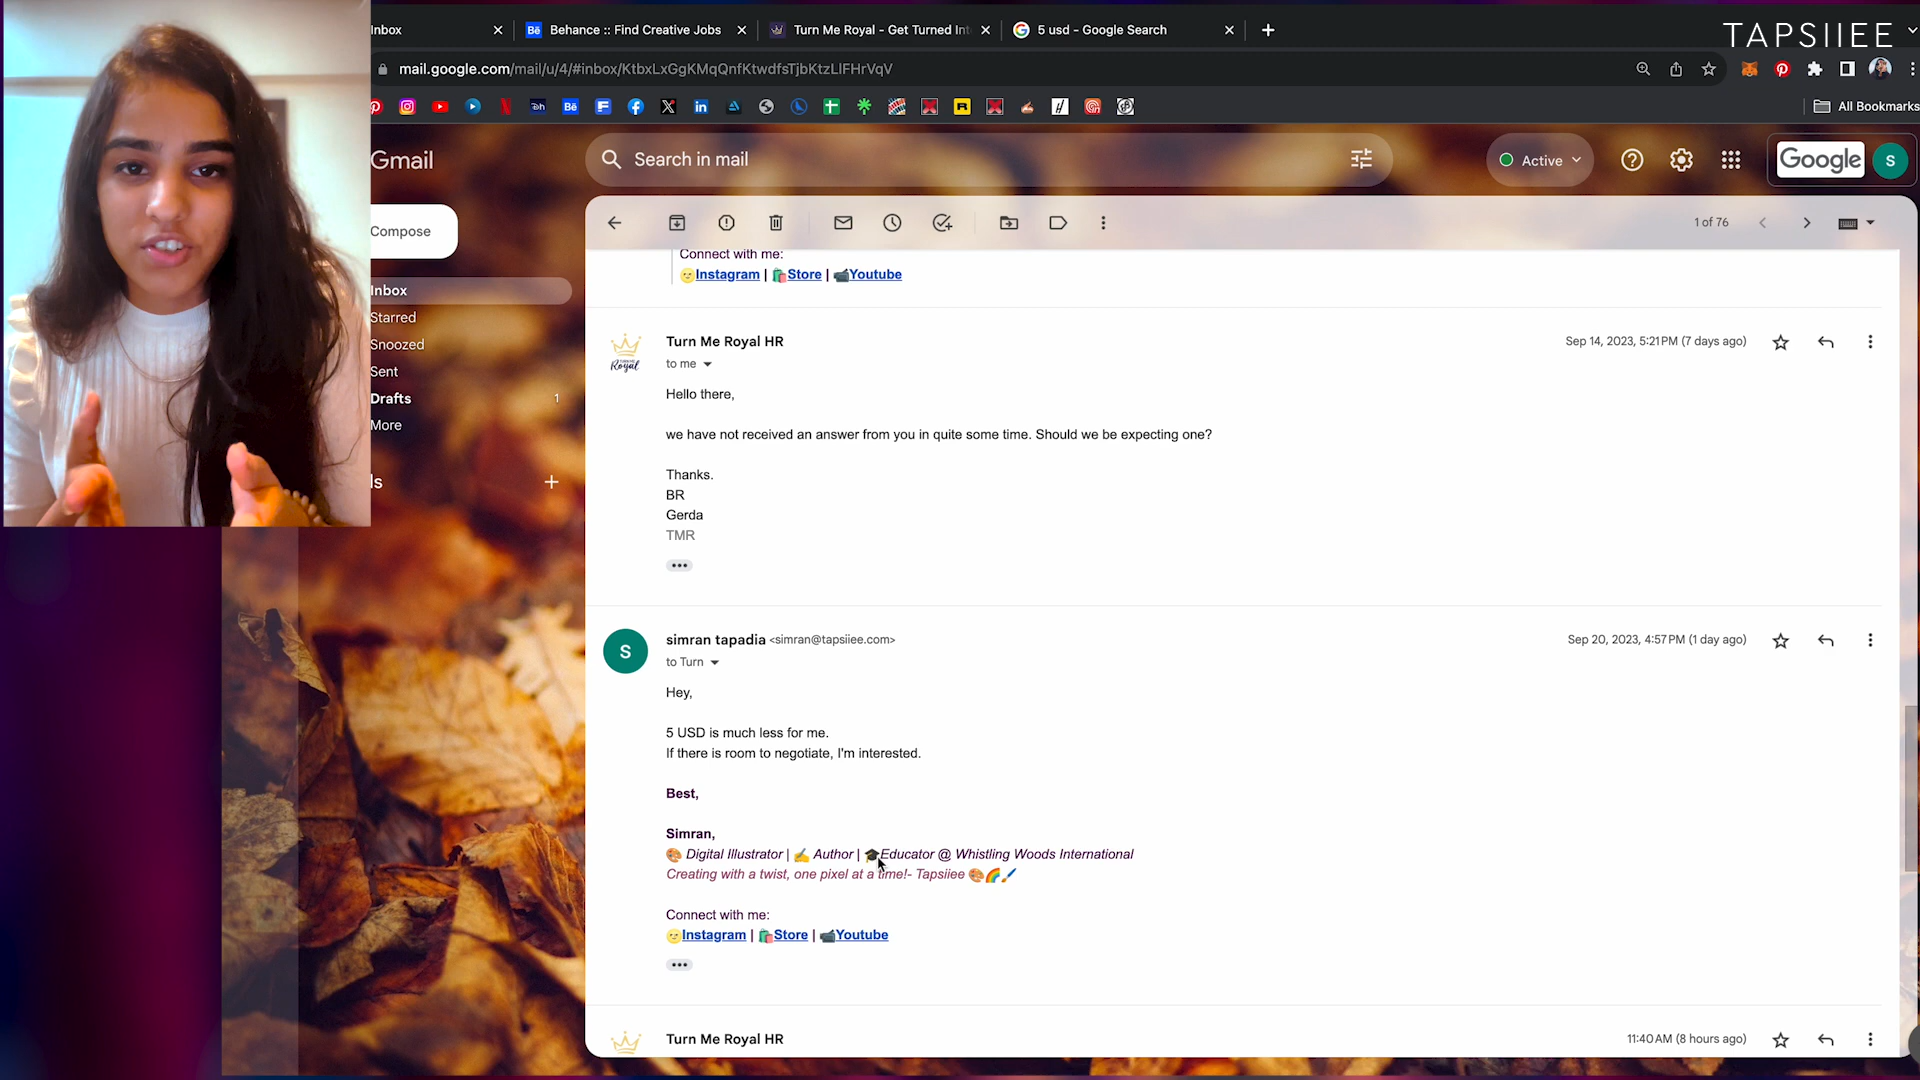 Inbox
Behance :: Find Creative Jobs
Turn Me Royal - Get Turned Int
5 usd - Google Search
TAPSIIEE
mail.google.com/mail/u/4/#inbox/KtbxLxGgKMqQnfKtwdfsTjbKtzLlFHrVqV
All Bookmarks
Gmail
Search in mail
Active
Google
S
Compose
1 of 76
Inbox
Starred
Snoozed
Sent
Drafts 1
More
ls
Connect with me:
Instagram | Store | Youtube
Turn Me Royal HR
Sep 14, 2023, 5:21 PM (7 days ago)
to me
Royal
Hello there,
we have not received an answer from you in quite some time. Should we be expecting one?
Thanks.
BR
Gerda
TMR
S
simran tapadia <simran@tapsiiee.com>
Sep 20, 2023, 4:57 PM (1 day ago)
to Turn
Hey,
5 USD is much less for me.
If there is room to negotiate, I'm interested.
Best,
Simran,
🎨 Digital Illustrator | ✍️ Author | 🎓Educator @ Whistling Woods International
Creating with a twist, one pixel at a time!- Tapsiiee 🎨🌈🖌️
Connect with me:
Instagram | Store | Youtube
Turn Me Royal HR
11:40 AM (8 hours ago)